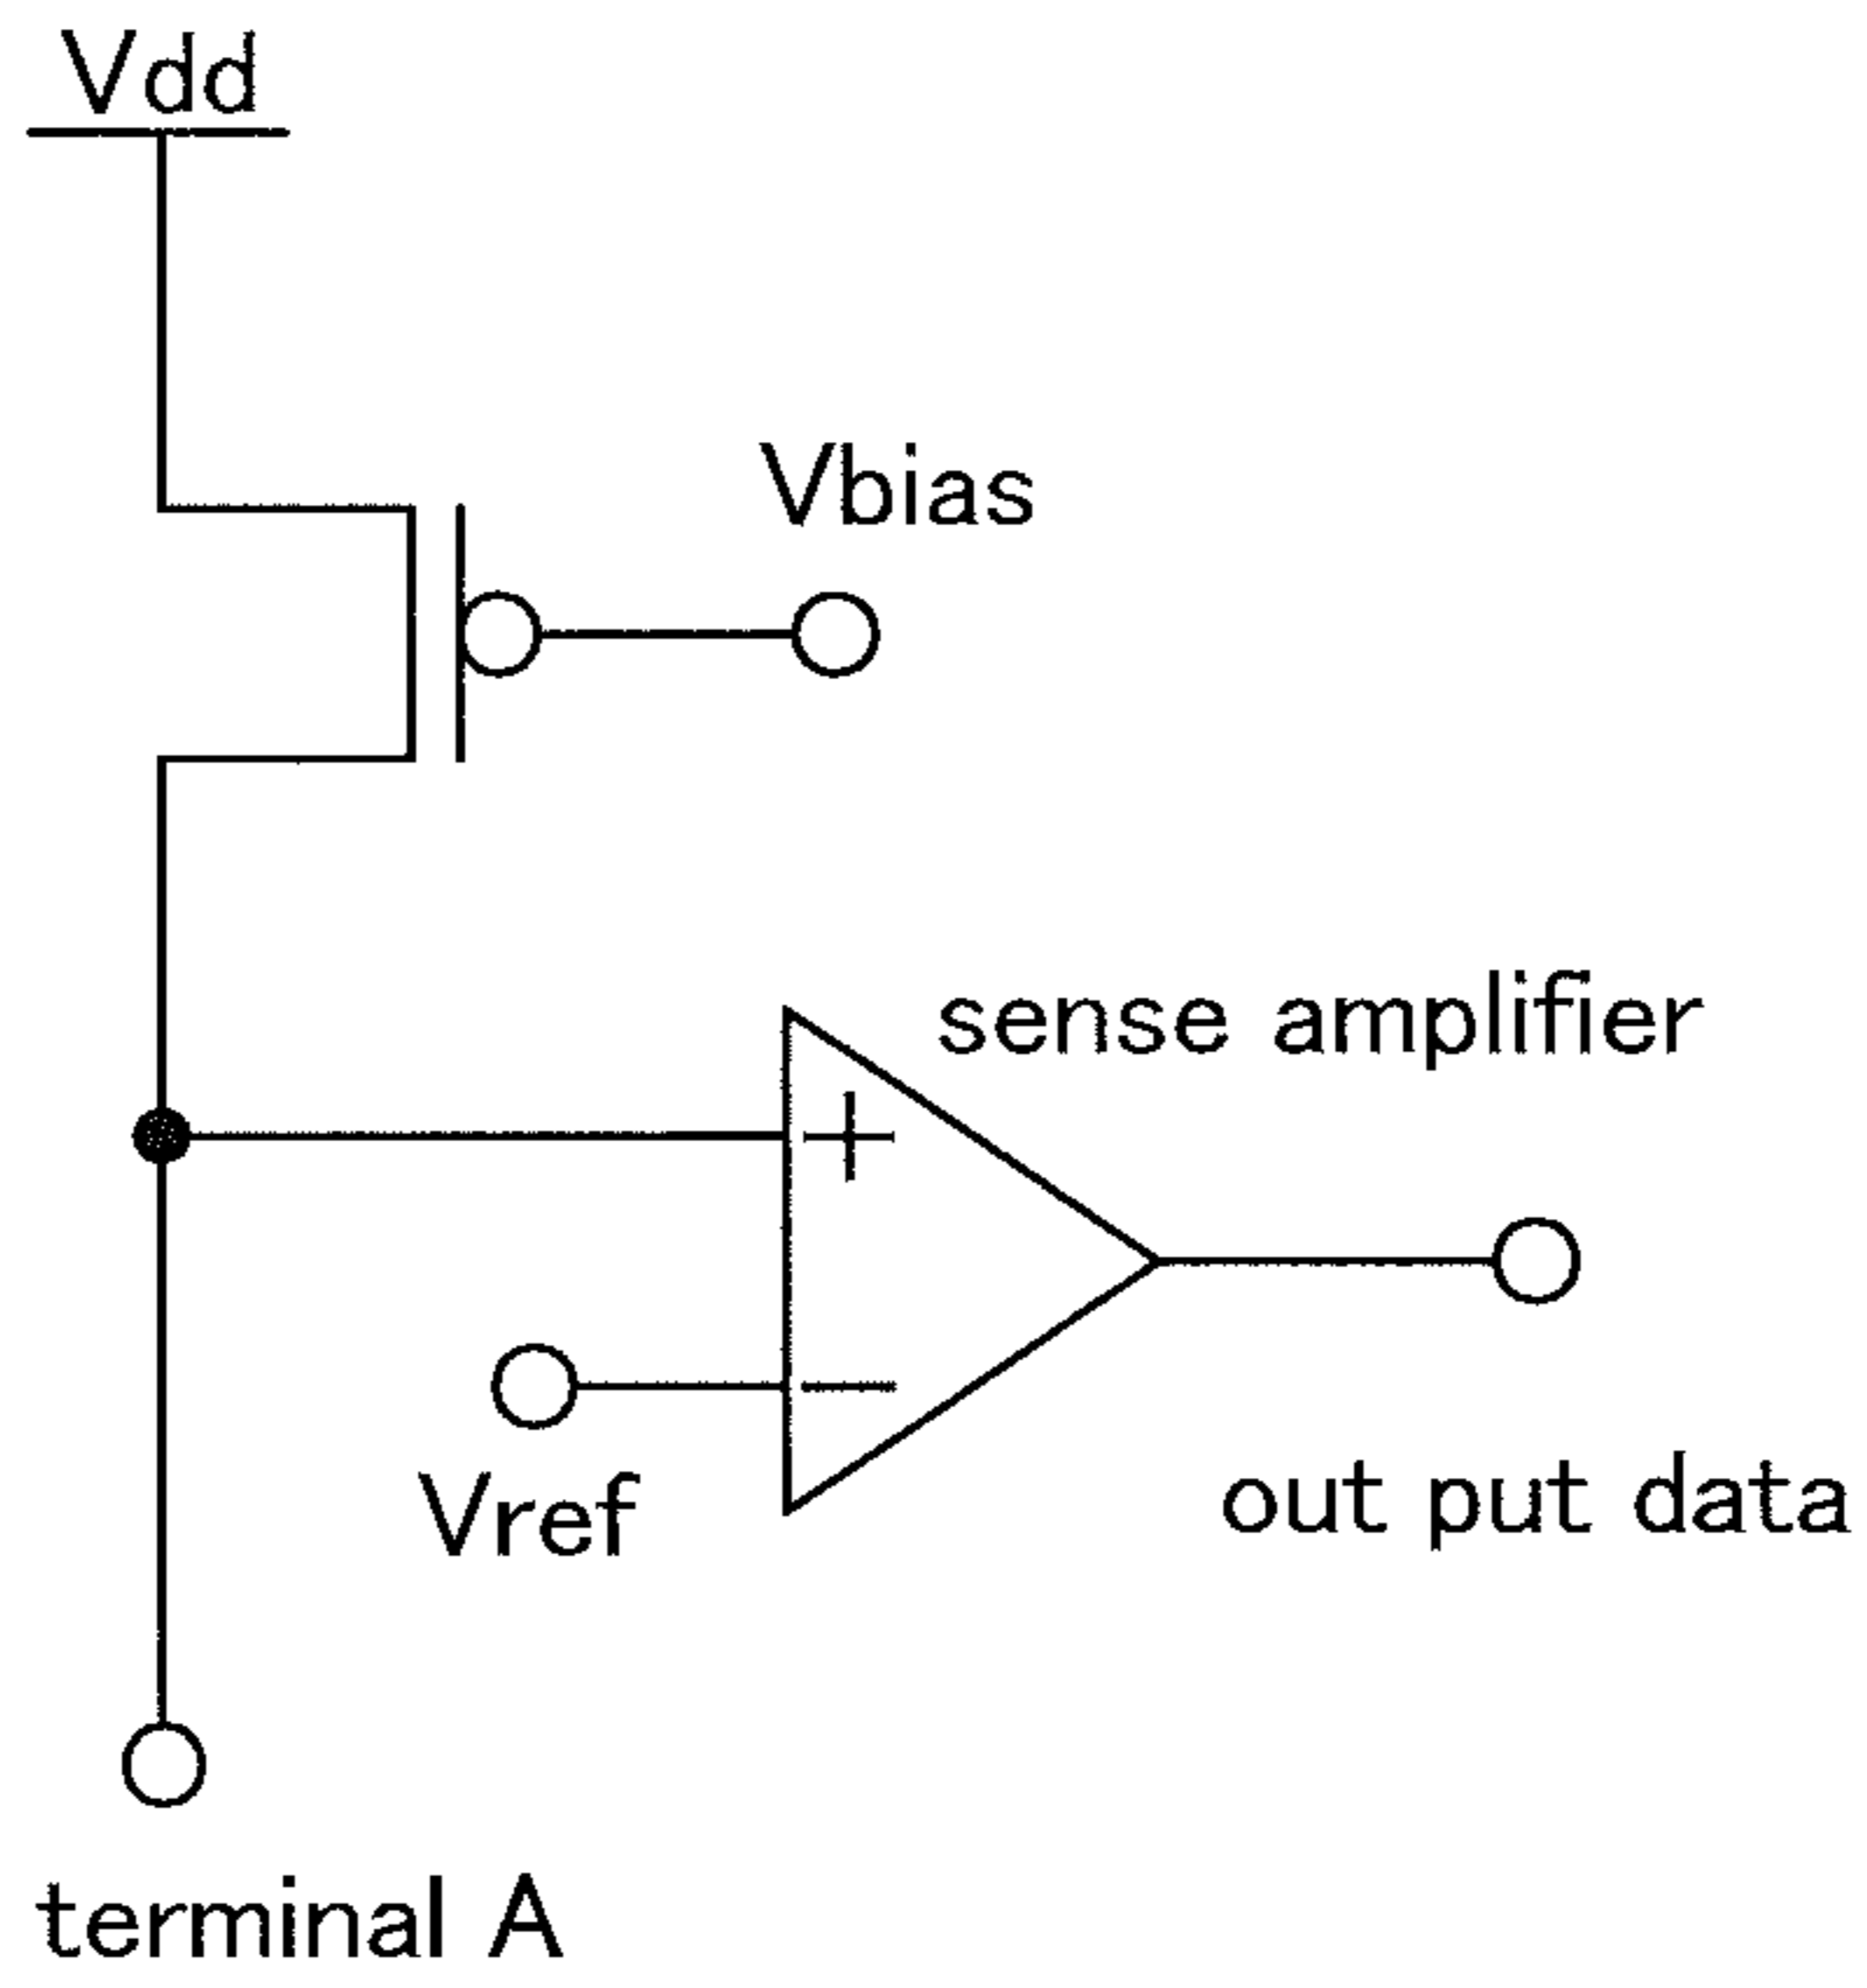 Vdd
Vbias
sense amplifier
+
−
Vref
out put data
terminal A